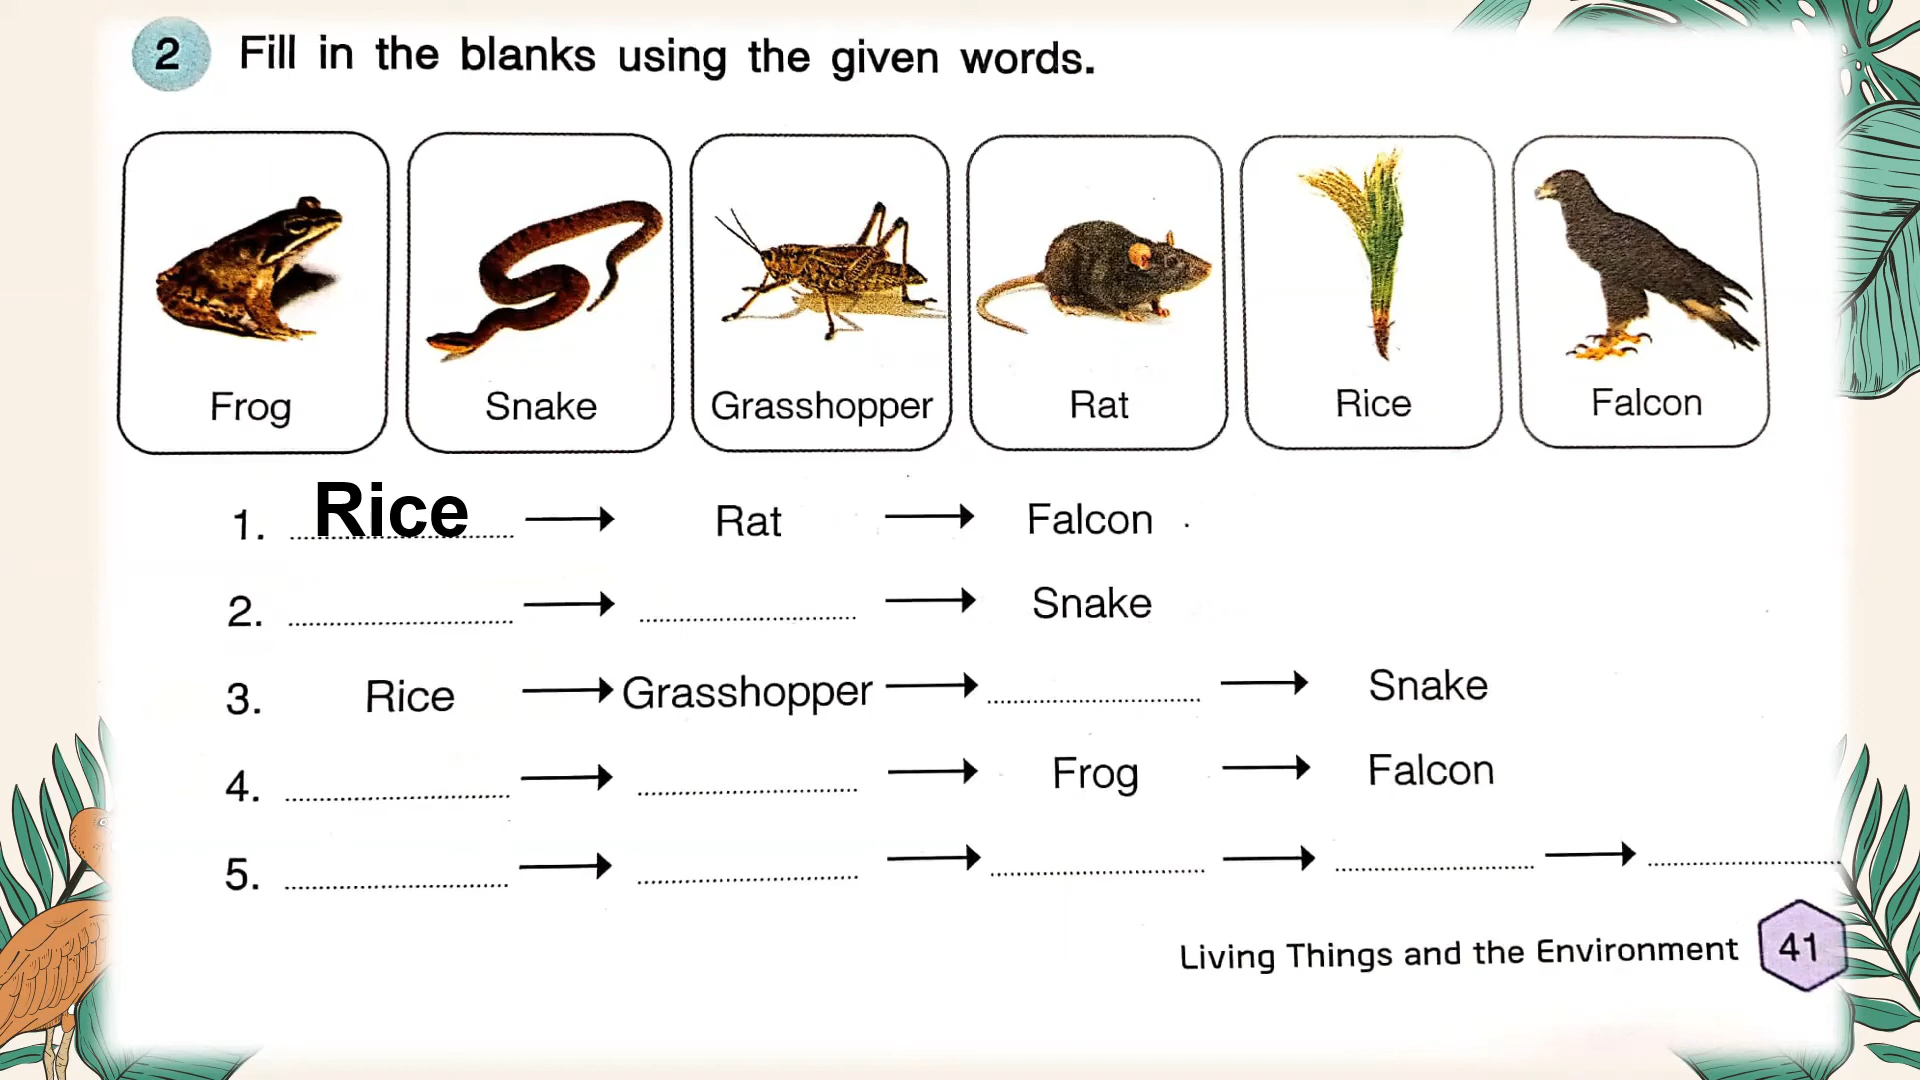 2 Fill in the blanks using the given words.
Frog Snake Grasshopper Rat Rice Falcon
1. Rice → Rat → Falcon
2. → Snake
3. Rice → Grasshopper → → Snake
4. → → Frog → Falcon
5. → → → →
Living Things and the Environment 41